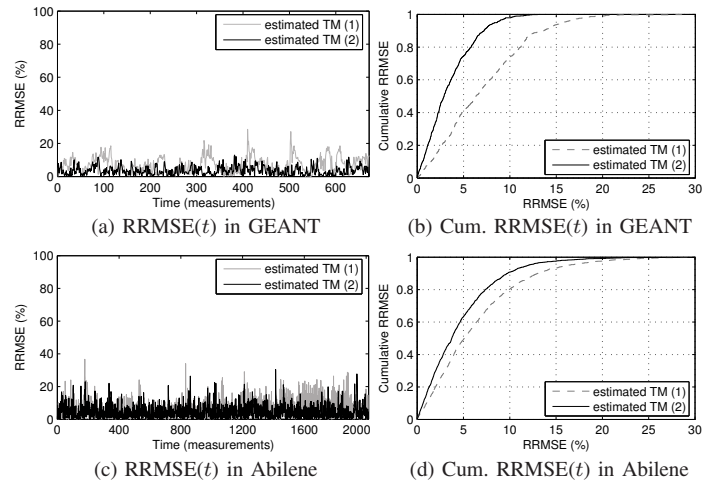 100
80
60
40
20
0
RRMSE (%)
estimated TM (1)
estimated TM (2)
0 100 200 300 400 500 600
Time (measurements)
(a) RRMSE(t) in GEANT
1
0.8
0.6
0.4
0.2
0
Cumulative RRMSE
estimated TM (1)
estimated TM (2)
0 5 10 15 20 25 30
RRMSE (%)
(b) Cum. RRMSE(t) in GEANT
100
80
60
40
20
0
RRMSE (%)
estimated TM (1)
estimated TM (2)
400 800 1200 1600 2000
Time (measurements)
(c) RRMSE(t) in Abilene
1
0.8
0.6
0.4
0.2
0
Cumulative RRMSE
estimated TM (1)
estimated TM (2)
0 5 10 15 20 25 30
RRMSE (%)
(d) Cum. RRMSE(t) in Abilene